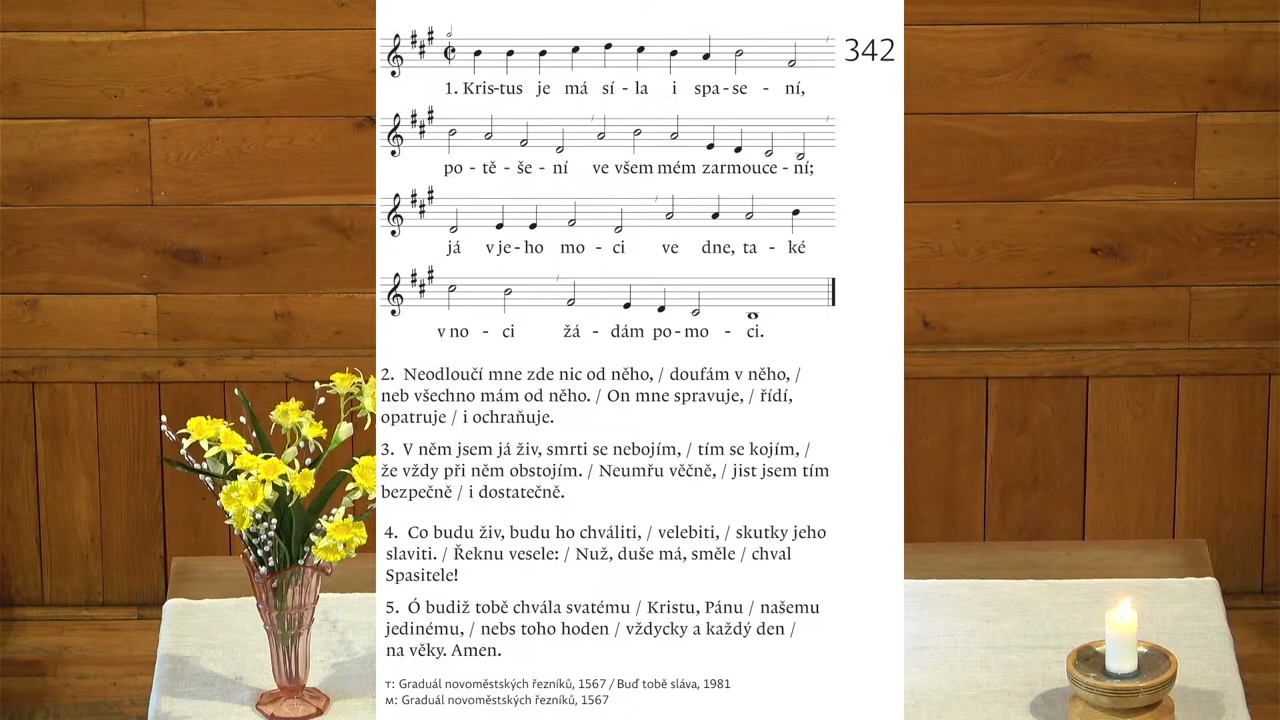 342
1. Kris-tus je má sí - la i spa-se - ní,
po - tě - še - ní ve všem mém zarmouce - ní;
já v je-ho mo - ci ve dne, ta - ké
v no - ci žá - dám po-mo - ci.
2. Neodloučí mne zde nic od něho, / doufám v něho, /
neb všechno mám od něho. / On mne spravuje, / řídí,
opatruje / i ochraňuje.
3. V něm jsem já živ, smrti se nebojím, / tím se kojím, /
že vždy při něm obstojím. / Neumřu věčně, / jist jsem tím
bezpečně / i dostatečně.
4. Co budu živ, budu ho chváliti, / velebiti, / skutky jeho
slaviti. / Řeknu vesele: / Nuž, duše má, směle / chval
Spasitele!
5. Ó budiž tobě chvála svatému / Kristu, Pánu / našemu
jedinému, / nebs toho hoden / vždycky a každý den /
na věky. Amen.
T: Graduál novoměstských řezníků, 1567 / Buď tobě sláva, 1981
M: Graduál novoměstských řezníků, 1567